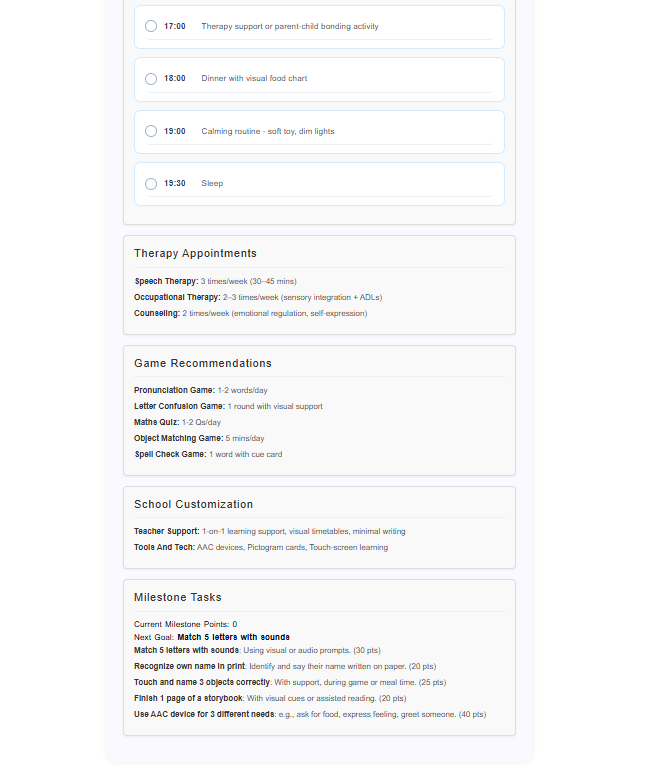 17:00 Therapy support or parent-child bonding activity
18:00 Dinner with visual food chart
19:00 Calming routine - soft toy, dim lights
19:30 Sleep
Therapy Appointments
Speech Therapy: 3 times/week (30–45 mins)
Occupational Therapy: 2–3 times/week (sensory integration + ADLs)
Counseling: 2 times/week (emotional regulation, self-expression)
Game Recommendations
Pronunciation Game: 1-2 words/day
Letter Confusion Game: 1 round with visual support
Maths Quiz: 1-2 Qs/day
Object Matching Game: 5 mins/day
Spell Check Game: 1 word with cue card
School Customization
Teacher Support: 1-on-1 learning support, visual timetables, minimal writing
Tools And Tech: AAC devices, Pictogram cards, Touch-screen learning
Milestone Tasks
Current Milestone Points: 0
Next Goal: Match 5 letters with sounds
Match 5 letters with sounds: Using visual or audio prompts. (30 pts)
Recognize own name in print: Identify and say their name written on paper. (20 pts)
Touch and name 3 objects correctly: With support, during game or meal time. (25 pts)
Finish 1 page of a storybook: With visual cues or assisted reading. (20 pts)
Use AAC device for 3 different needs: e.g., ask for food, express feeling, greet someone. (40 pts)